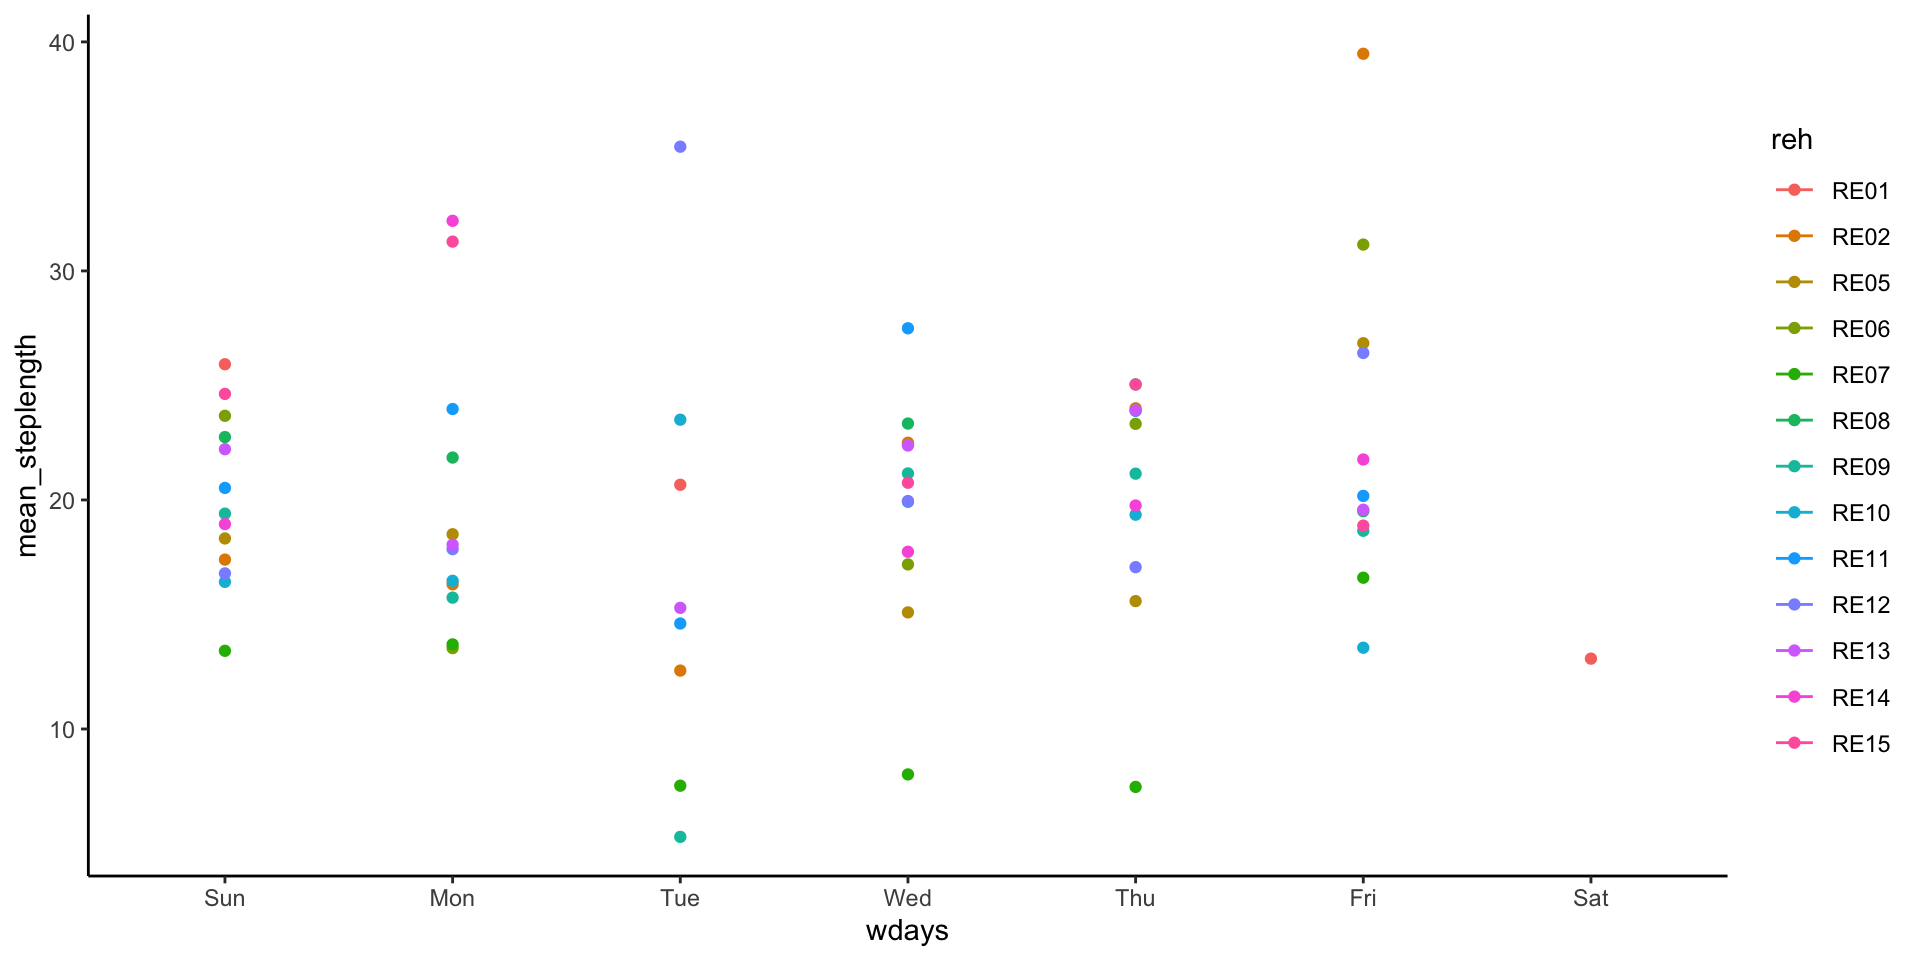 40
30
20
10
mean_steplength
Sun Mon Tue Wed Thu Fri Sat
wdays
reh
RE01
RE02
RE05
RE06
RE07
RE08
RE09
RE10
RE11
RE12
RE13
RE14
RE15